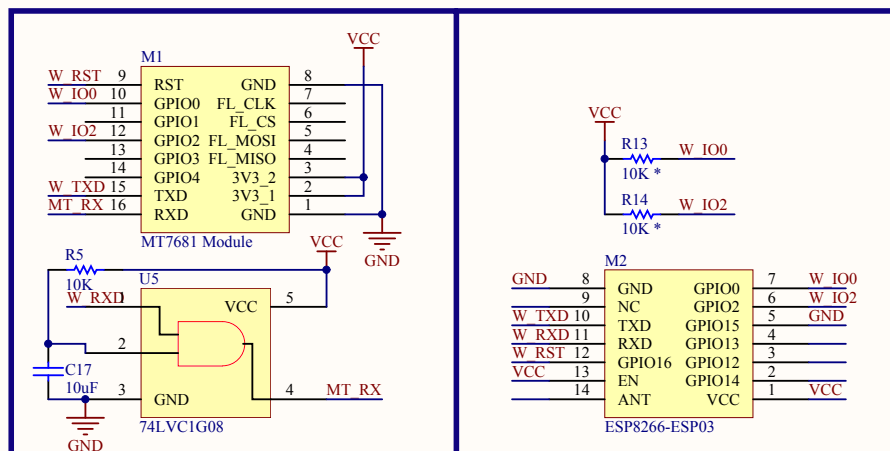 VCC
M1
W_RST 9 RST GND 8
W_IO0 10 GPIO0 FL_CLK 7
11 GPIO1 FL_CS 6
W_IO2 12 GPIO2 FL_MOSI 5
13 GPIO3 FL_MISO 4
14 GPIO4 3V3_2 3
W_TXD 15 TXD 3V3_1 2
MT_RX 16 RXD GND 1
MT7681 Module
GND
VCC
R5
10K
U5
W_RXD 1
VCC 5
2
C17
10uF
3 GND
4 MT_RX
74LVC1G08
GND
VCC
R13 W_IO0
10K *
R14 W_IO2
10K *
M2
GND 8 GND GPIO0 7 W_IO0
9 NC GPIO2 6 W_IO2
W_TXD 10 TXD GPIO15 5 GND
W_RXD 11 RXD GPIO13 4
W_RST 12 GPIO16 GPIO12 3
VCC 13 EN GPIO14 2
14 ANT VCC 1 VCC
ESP8266-ESP03